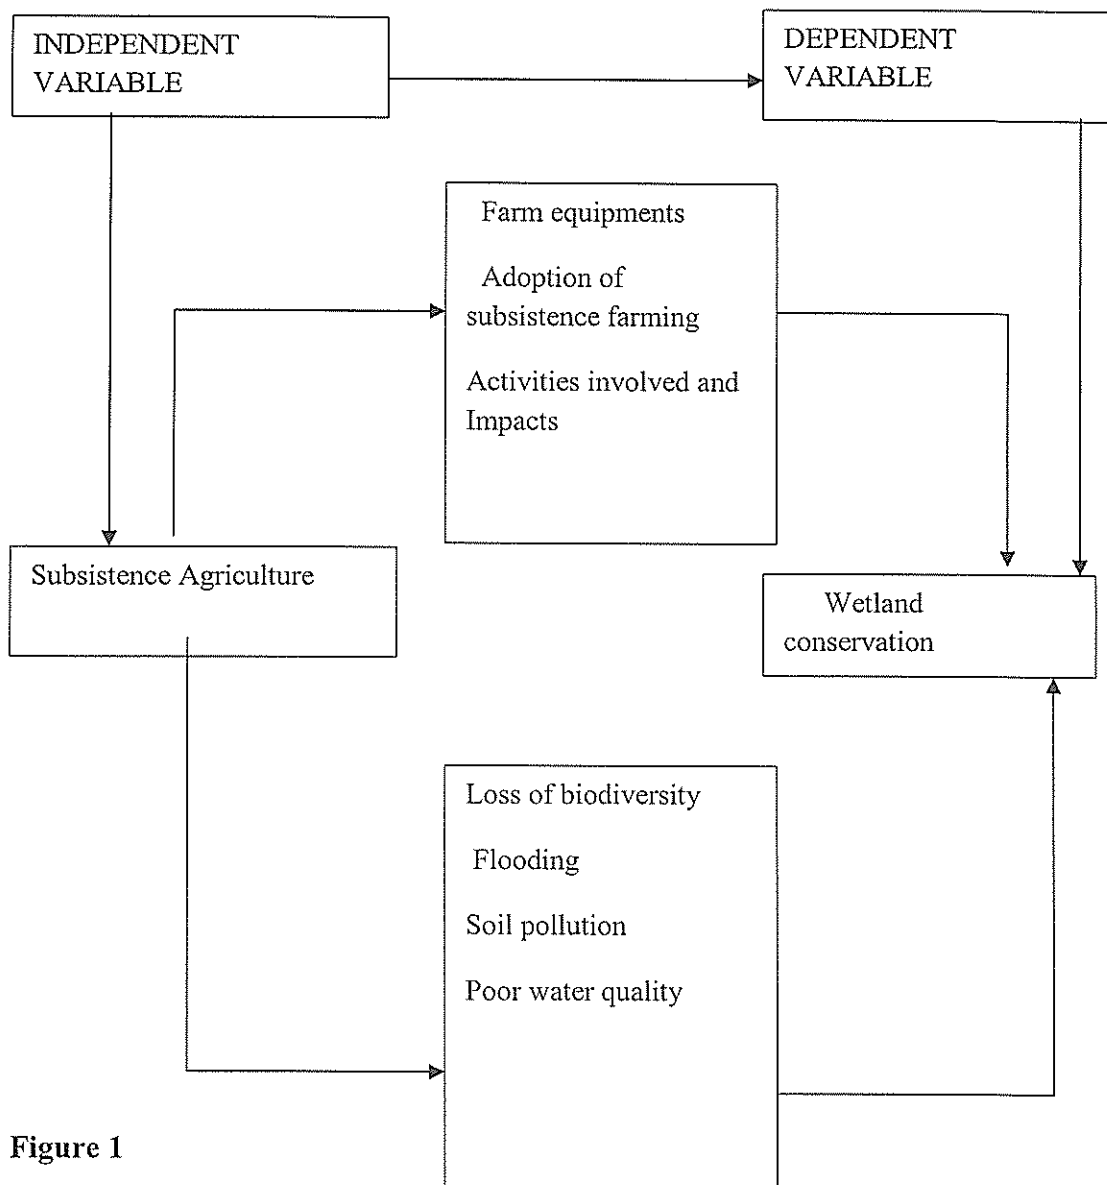 INDEPENDENT
VARIABLE
DEPENDENT
VARIABLE
Farm equipments
Adoption of
subsistence farming
Activities involved and
Impacts
Subsistence Agriculture
Wetland
conservation
Loss of biodiversity
Flooding
Soil pollution
Poor water quality
Figure 1